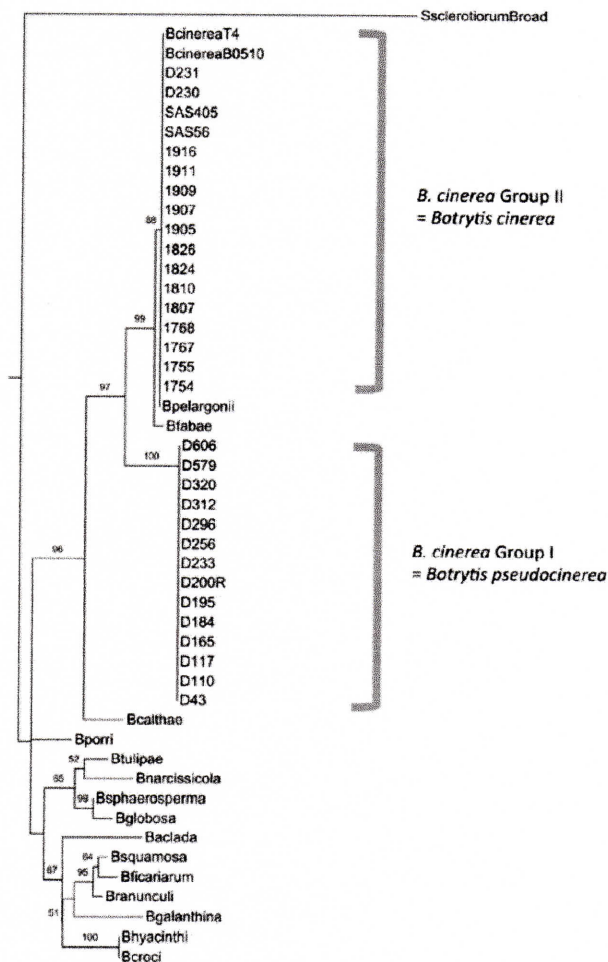 SsclerotiorumBroad
BcinereaT4
BcinereaB0510
D231
D230
SAS405
SAS56
1916
1911
1909
1907
88
1905
1826
1824
1810
1807
99
1768
1767
1755
97
1754
Bpelargonii
Bfabae
B. cinerea Group II
= Botrytis cinerea
D606
100
D579
D320
D312
D296
96
D256
D233
D200R
D195
D184
D165
D117
D110
D43
B. cinerea Group I
= Botrytis pseudocinerea
Bcalthae
Bporri
52
Btulipae
65
Bnarcissicola
98
Bsphaerosperma
Bglobosa
Baclada
64
Bsquamosa
67
95
Bficariarum
Branunculi
51
Bgalanthina
100
Bhyacinthi
Bcroci